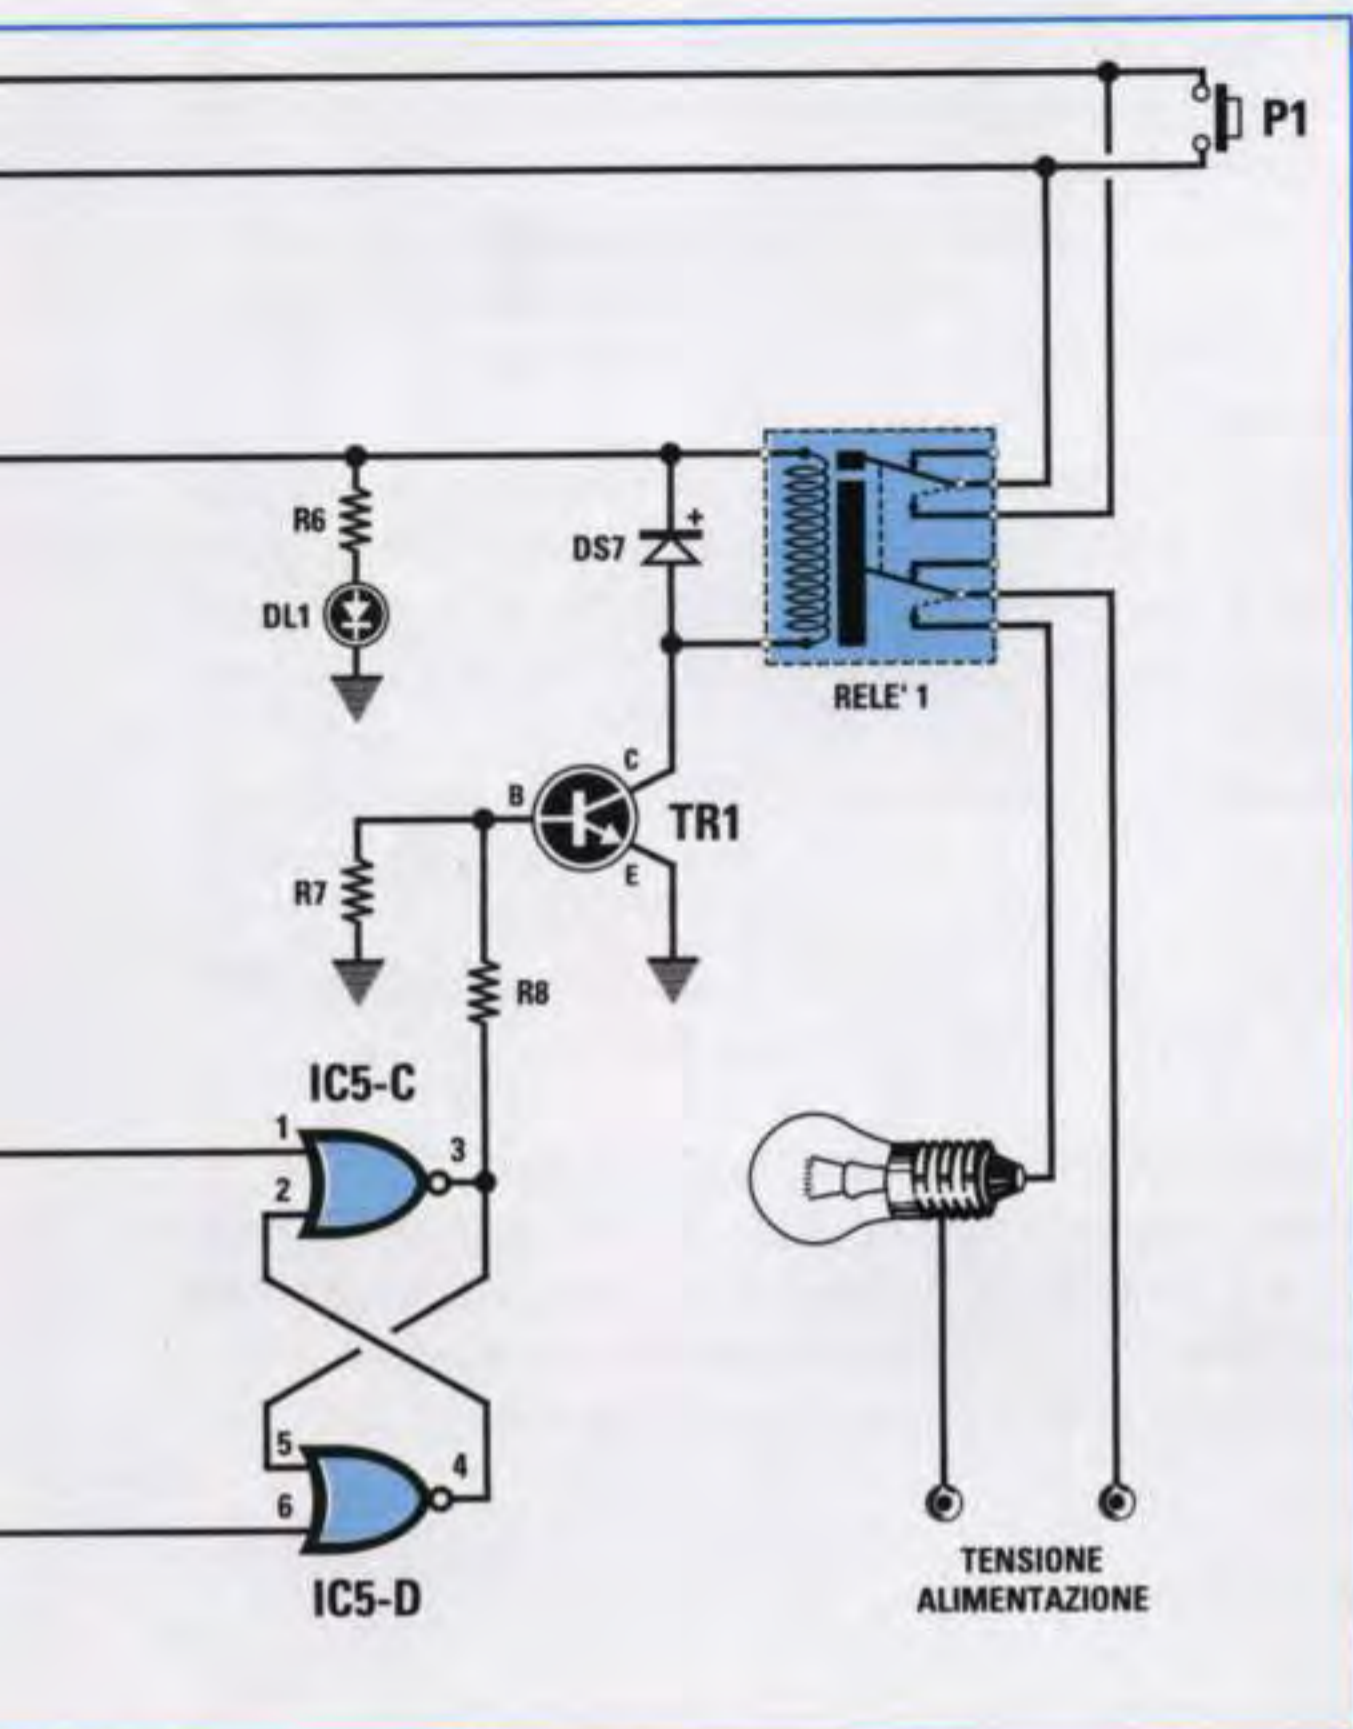 P1
R6
+
DS7
DL1
RELE' 1
C
B
TR1
E
R7
R8
IC5-C
1
3
2
5
4
6
IC5-D
TENSIONE
ALIMENTAZIONE